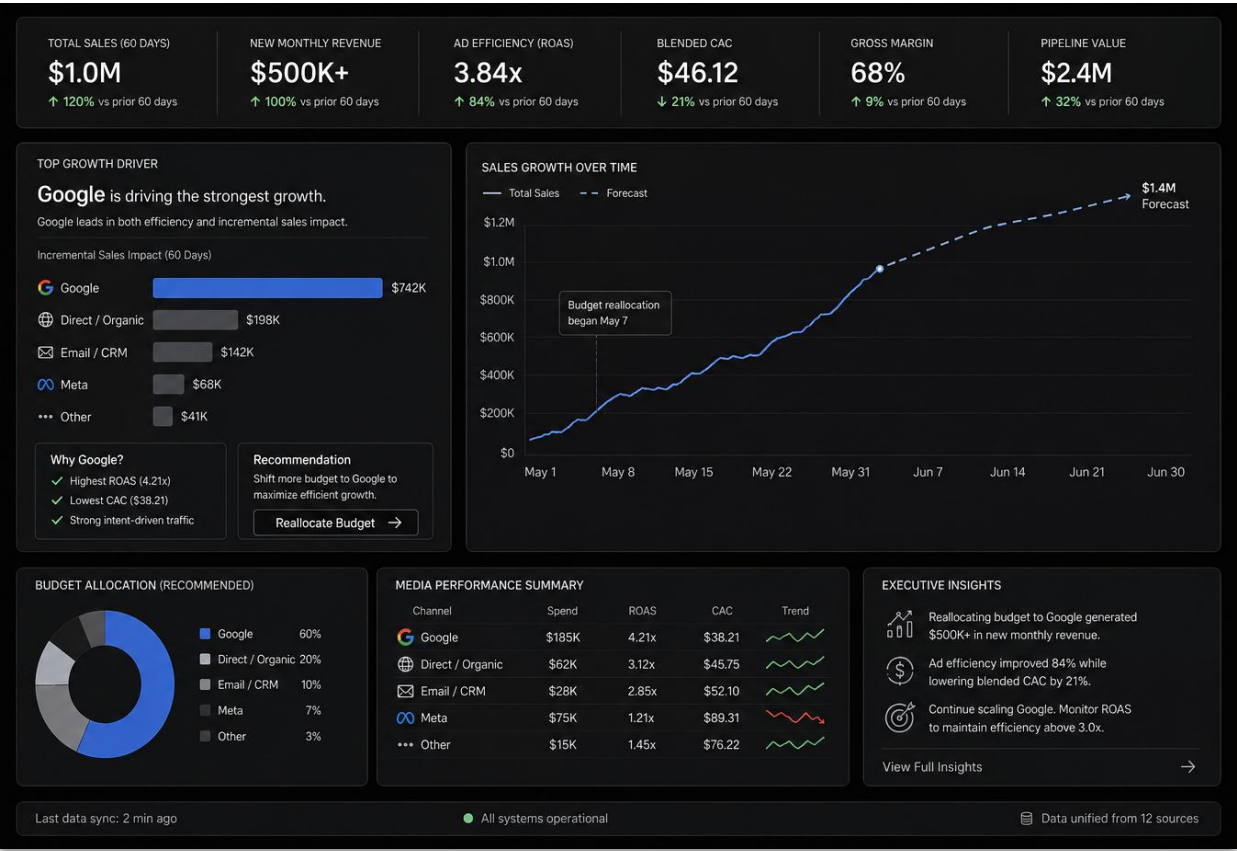 TOTAL SALES (60 DAYS)
$1.0M
↑ 120% vs prior 60 days
NEW MONTHLY REVENUE
$500K+
↑ 100% vs prior 60 days
AD EFFICIENCY (ROAS)
3.84x
↑ 84% vs prior 60 days
BLENDED CAC
$46.12
↓ 21% vs prior 60 days
GROSS MARGIN
68%
↑ 9% vs prior 60 days
PIPELINE VALUE
$2.4M
↑ 32% vs prior 60 days
TOP GROWTH DRIVER
Google is driving the strongest growth.
Google leads in both efficiency and incremental sales impact.
Incremental Sales Impact (60 Days)
Google $742K
Direct / Organic $198K
Email / CRM $142K
Meta $68K
Other $41K
Why Google?
Highest ROAS (4.21x)
Lowest CAC ($38.21)
Strong intent-driven traffic
Recommendation
Shift more budget to Google to
maximize efficient growth.
Reallocate Budget →
SALES GROWTH OVER TIME
Total Sales Forecast
$1.4M
Forecast
$1.2M
$1.0M
$800K
$600K
$400K
$200K
$0
Budget reallocation
began May 7
May 1 May 8 May 15 May 22 May 31 Jun 7 Jun 14 Jun 21 Jun 30
BUDGET ALLOCATION (RECOMMENDED)
Google 60%
Direct / Organic 20%
Email / CRM 10%
Meta 7%
Other 3%
MEDIA PERFORMANCE SUMMARY
Channel Spend ROAS CAC Trend
Google $185K 4.21x $38.21
Direct / Organic $62K 3.12x $45.75
Email / CRM $28K 2.85x $52.10
Meta $75K 1.21x $89.31
Other $15K 1.45x $76.22
EXECUTIVE INSIGHTS
Reallocating budget to Google generated
$500K+ in new monthly revenue.
Ad efficiency improved 84% while
lowering blended CAC by 21%.
Continue scaling Google. Monitor ROAS
to maintain efficiency above 3.0x.
View Full Insights →
Last data sync: 2 min ago
All systems operational
Data unified from 12 sources